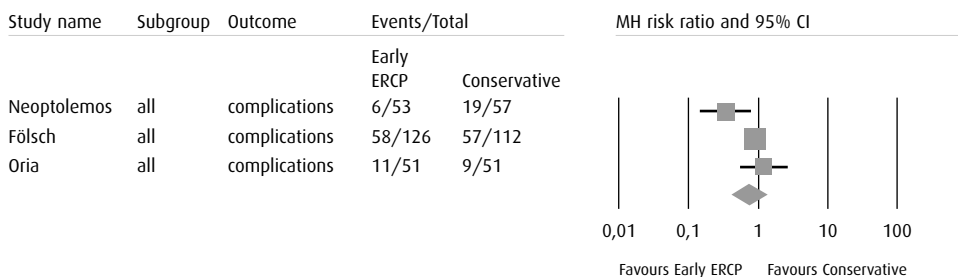 Study name Subgroup Outcome Events/Total MH risk ratio and 95% CI
Early
ERCP Conservative
Neoptolemos all complications 6/53 19/57
Fölsch all complications 58/126 57/112
Oria all complications 11/51 9/51
0,01 0,1 1 10 100
Favours Early ERCP Favours Conservative